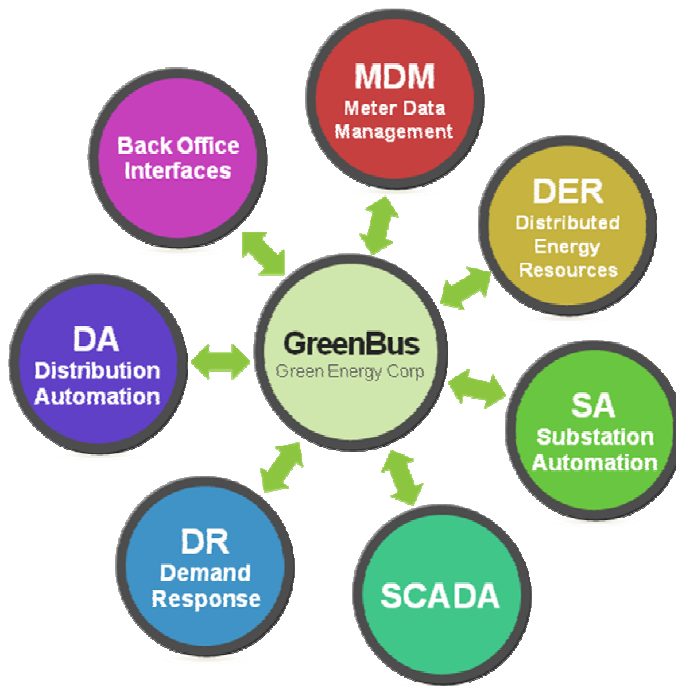 MDM
Meter Data
Management
Back Office
Interfaces
DER
Distributed
Energy
Resources
GreenBus
Green Energy Corp
DA
Distribution
Automation
SA
Substation
Automation
DR
Demand
Response
SCADA